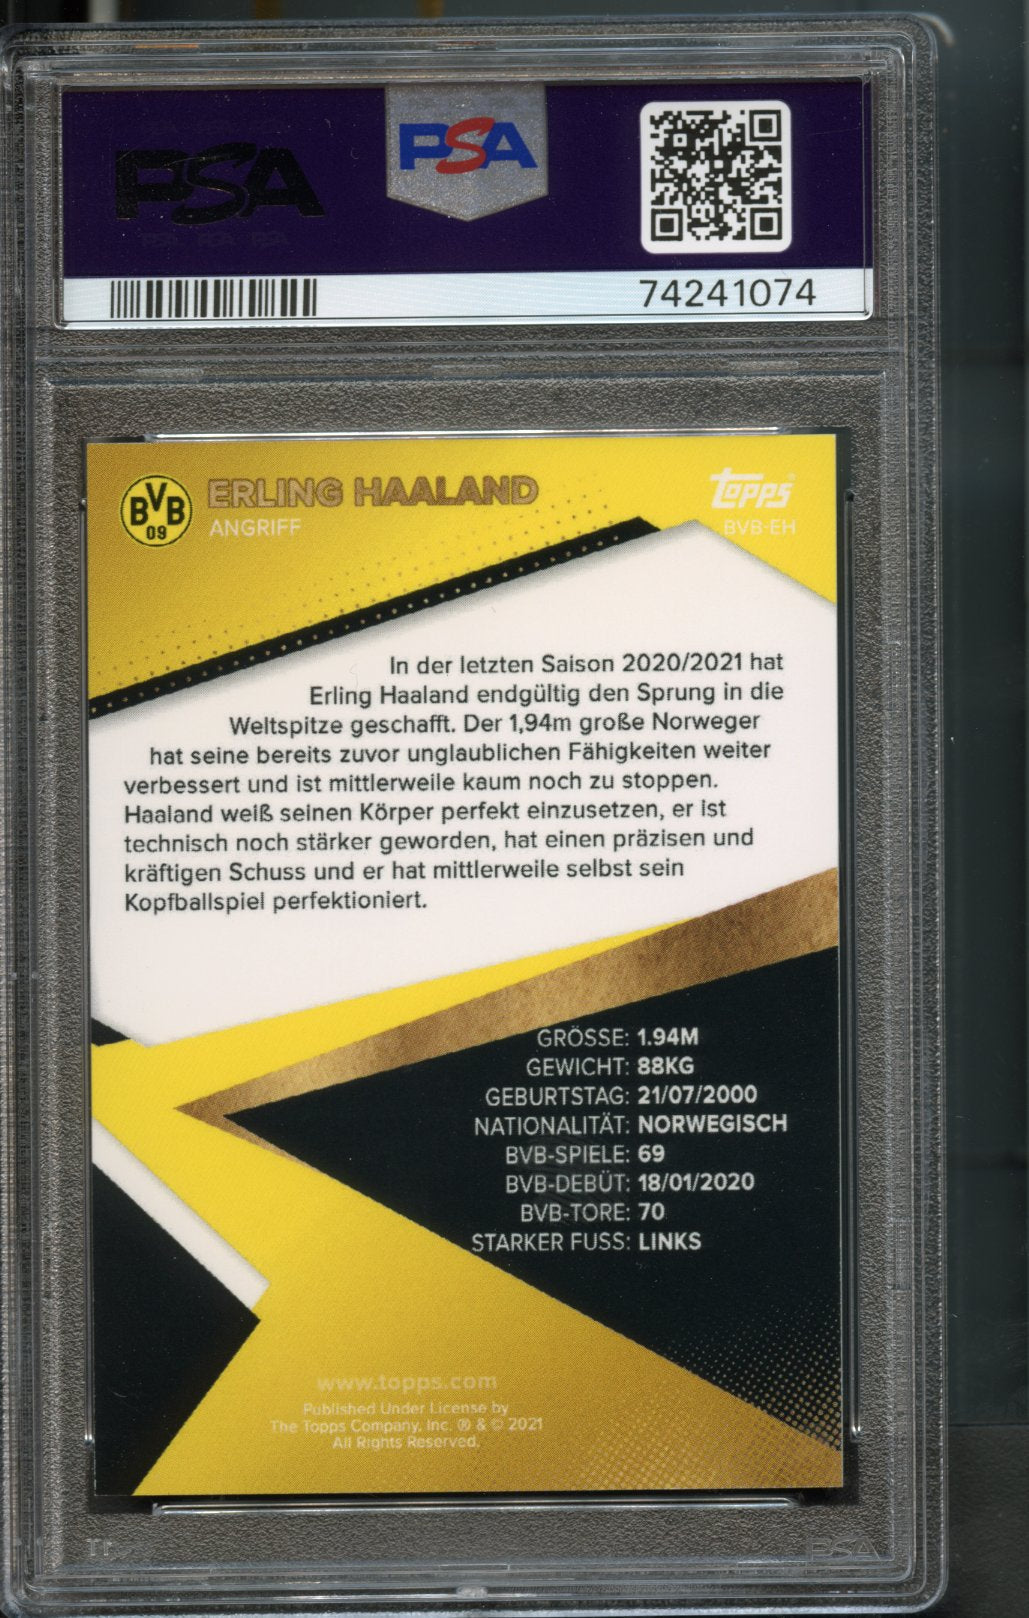 PSA
PSA
74241074
BVB
09
ERLING HAALAND
ANGRIFF
Topps
BVB-EH
In der letzten Saison 2020/2021 hat
Erling Haaland endgültig den Sprung in die
Weltspitze geschafft. Der 1,94m große Norweger
hat seine bereits zuvor unglaublichen Fähigkeiten weiter
verbessert und ist mittlerweile kaum noch zu stoppen.
Haaland weiß seinen Körper perfekt einzusetzen, er ist
technisch noch stärker geworden, hat einen präzisen und
kräftigen Schuss und er hat mittlerweile selbst sein
Kopfballspiel perfektioniert.
GRÖSSE: 1.94M
GEWICHT: 88KG
GEBURTSTAG: 21/07/2000
NATIONALITÄT: NORWEGISCH
BVB-SPIELE: 69
BVB-DEBÜT: 18/01/2020
BVB-TORE: 70
STARKER FUSS: LINKS
www.topps.com
Published Under License by
The Topps Company, Inc. ® & © 2021
All Rights Reserved.
PSA